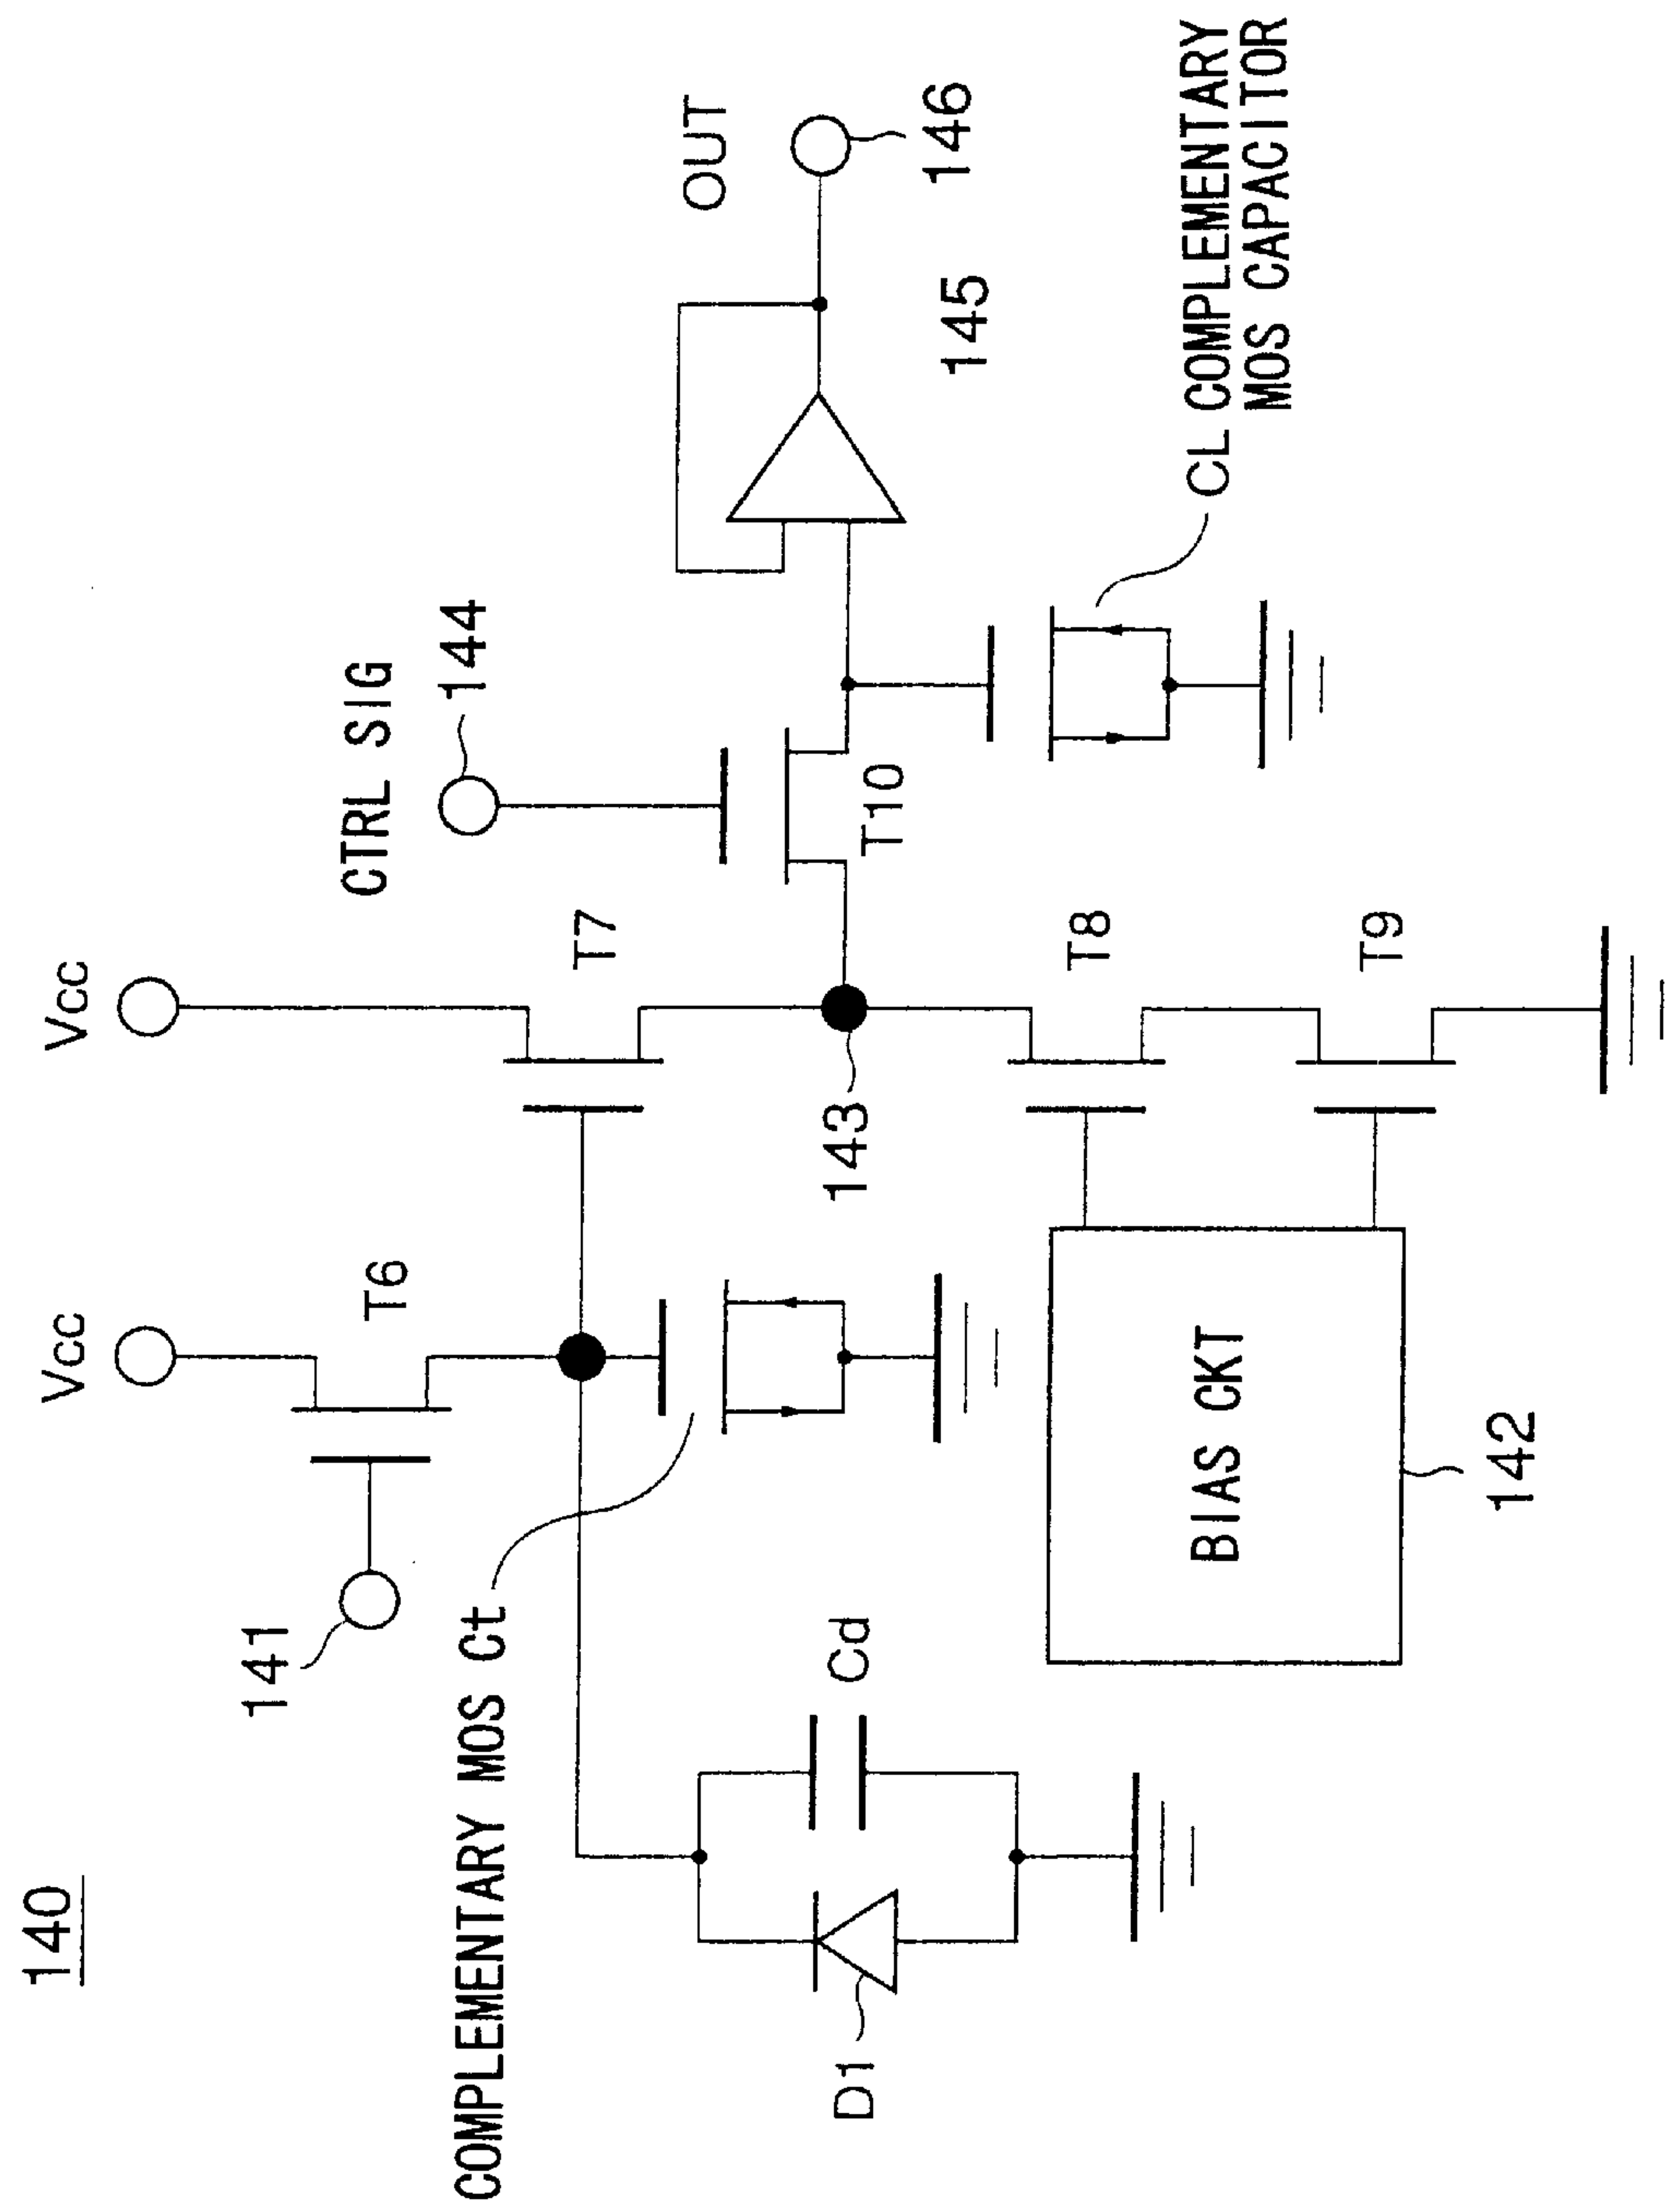 140
Vcc
Vcc
141
T6
T7
CTRL SIG
144
OUT
COMPLEMENTARY MOS Ct
D1
Cd
143
T10
145
146
T8
T9
BIAS CKT
142
CL COMPLEMENTARY
MOS CAPACITOR